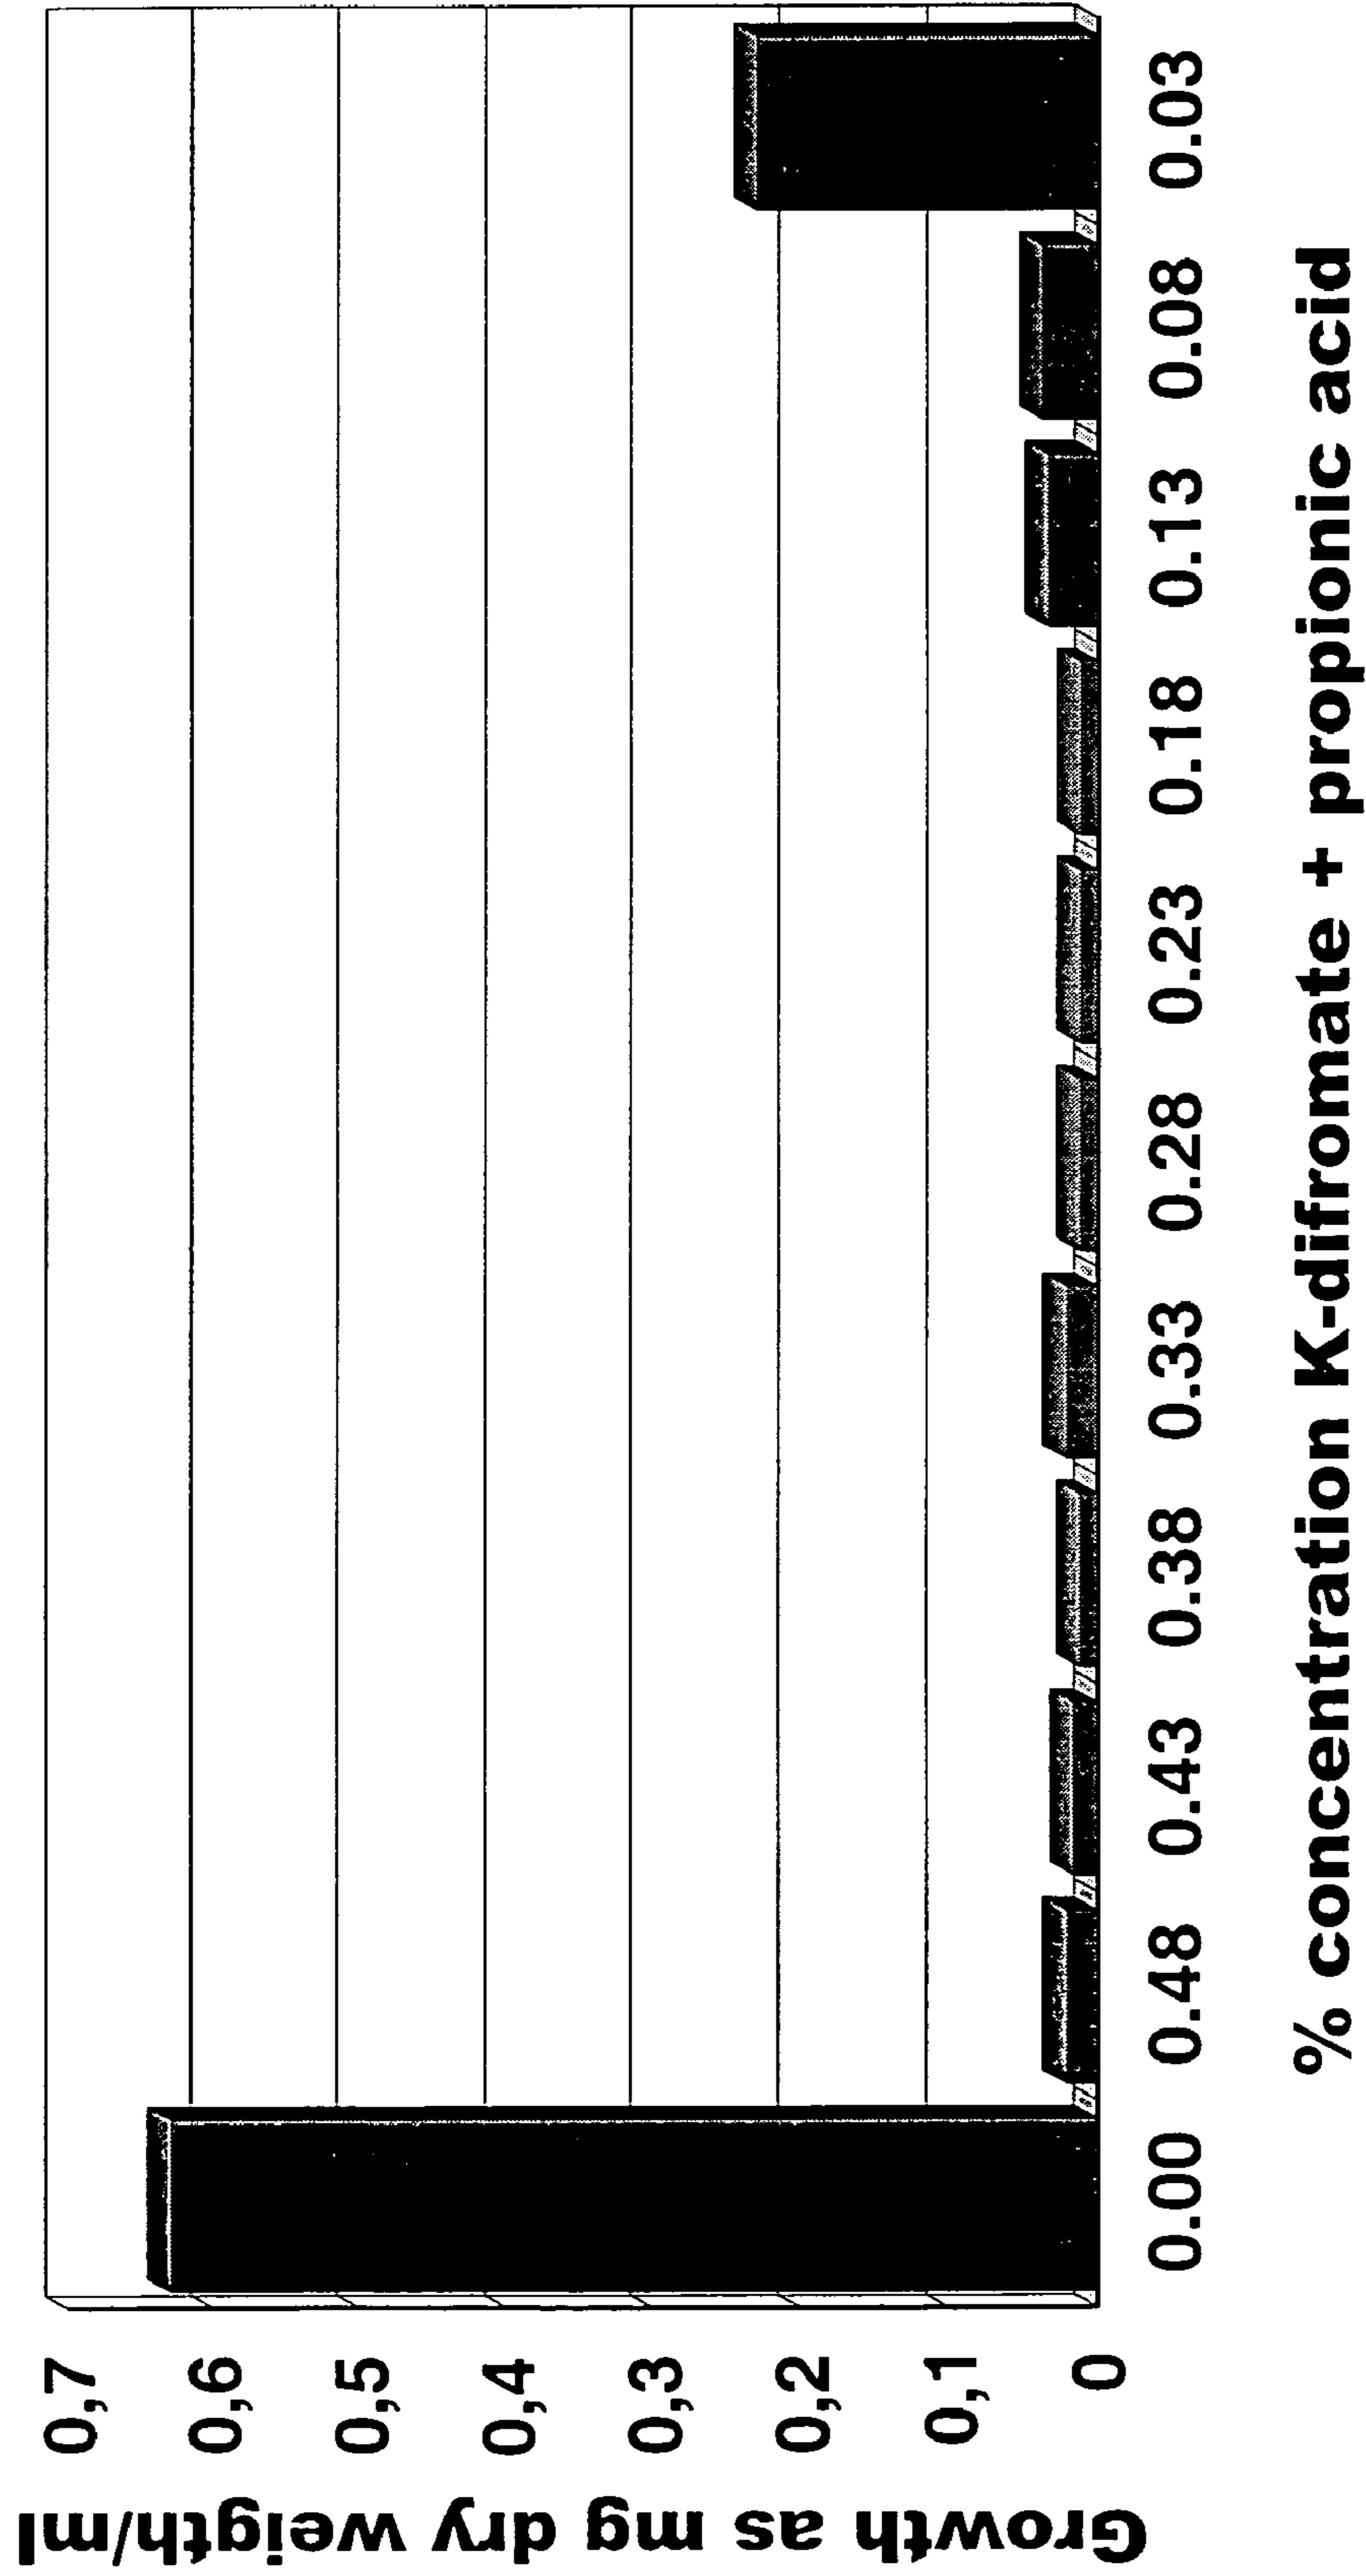 Growth as mg dry weigth/ml
0,7
0,6
0,5
0,4
0,3
0,2
0,1
0
0.00 0.48 0.43 0.38 0.33 0.28 0.23 0.18 0.13 0.08 0.03
% concentration K-difromate + propionic acid